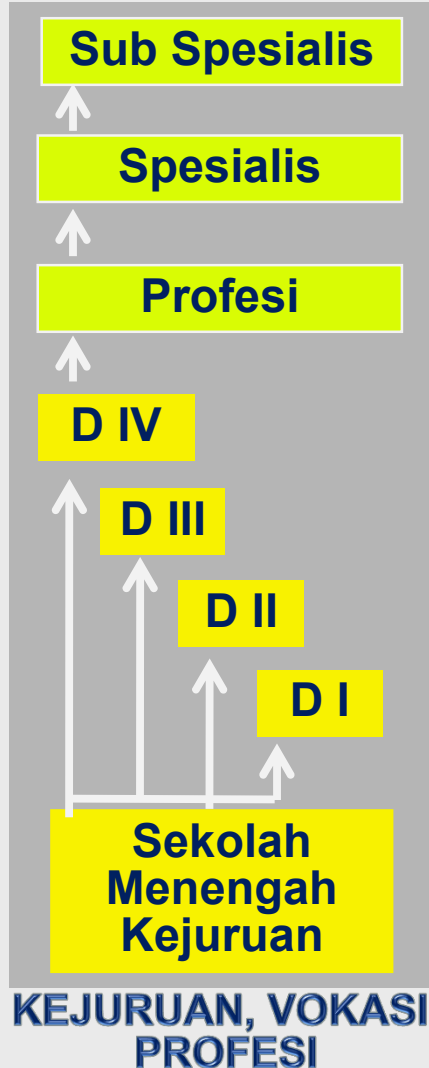 Sub Spesialis
Spesialis
Profesi
D IV
D III
D II
D I
Sekolah
Menengah
Kejuruan
KEJURUAN, VOKASI
PROFESI